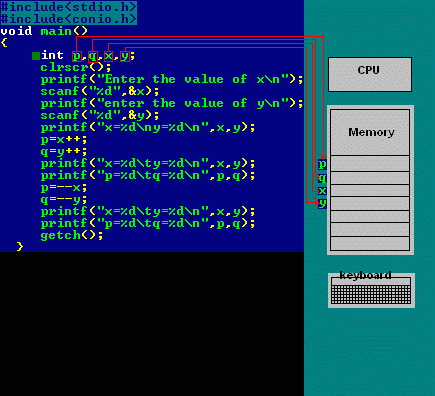 #include<stdio.h>
#include<conio.h>
void main()
{
int p,q,x,y;
clrscr();
printf("Enter the value of x\n");
scanf("%d",&x);
printf("enter the value of y\n");
scanf("%d",&y);
printf("x=%d\ny=%d\n",x,y);
p=x++;
q=y++;
printf("x=%d\ty=%d\n",x,y);
printf("p=%d\tq=%d\n",p,q);
p=--x;
q=--y;
printf("x=%d\ty=%d\n",x,y);
printf("p=%d\tq=%d\n",p,q);
getch();
}
CPU
Memory
p
q
x
y
keyboard